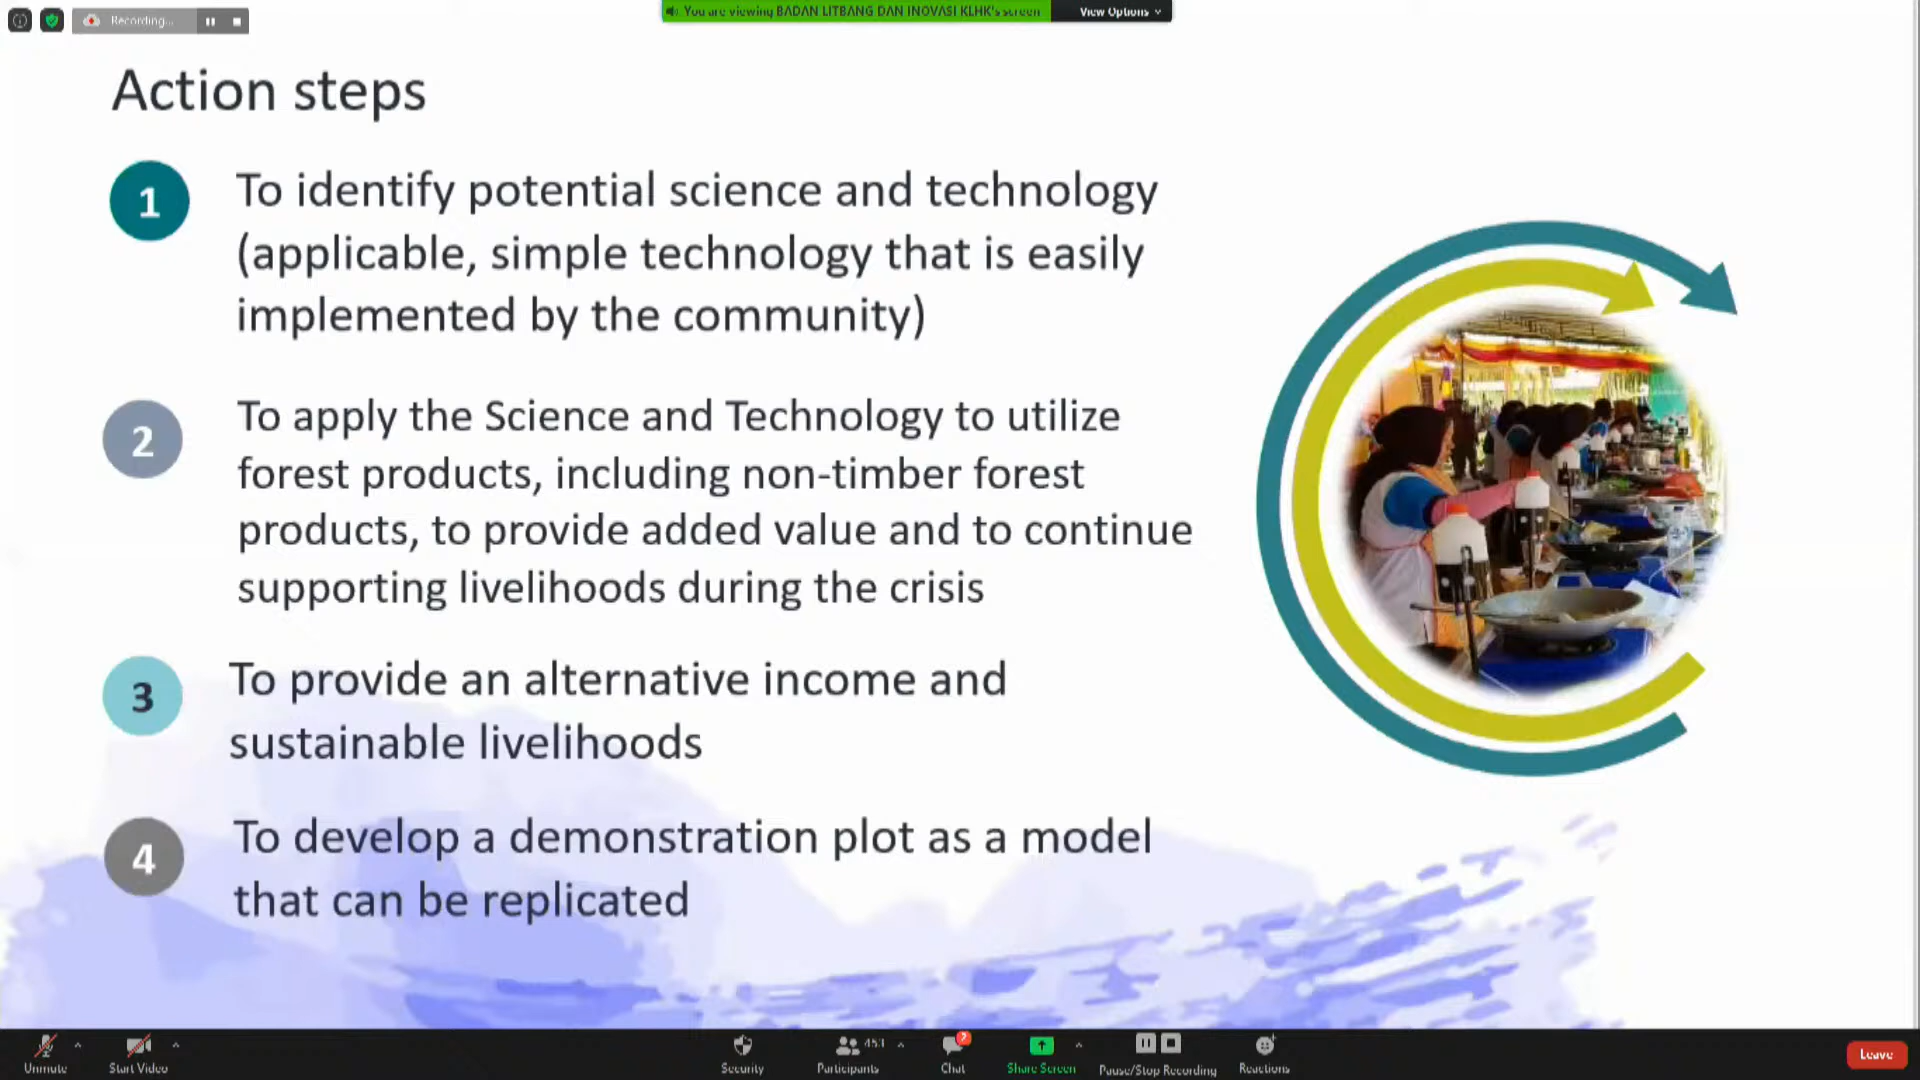 Recording...
You are viewing BADAN LITBANG DAN INOVASI KLHK's screen
View Options
Action steps
1
To identify potential science and technology
(applicable, simple technology that is easily
implemented by the community)
2
To apply the Science and Technology to utilize
forest products, including non-timber forest
products, to provide added value and to continue
supporting livelihoods during the crisis
3
To provide an alternative income and
sustainable livelihoods
4
To develop a demonstration plot as a model
that can be replicated
Unmute
Start Video
Security
Participants
Chat
Share Screen
Pause/Stop Recording
Reactions
Leave